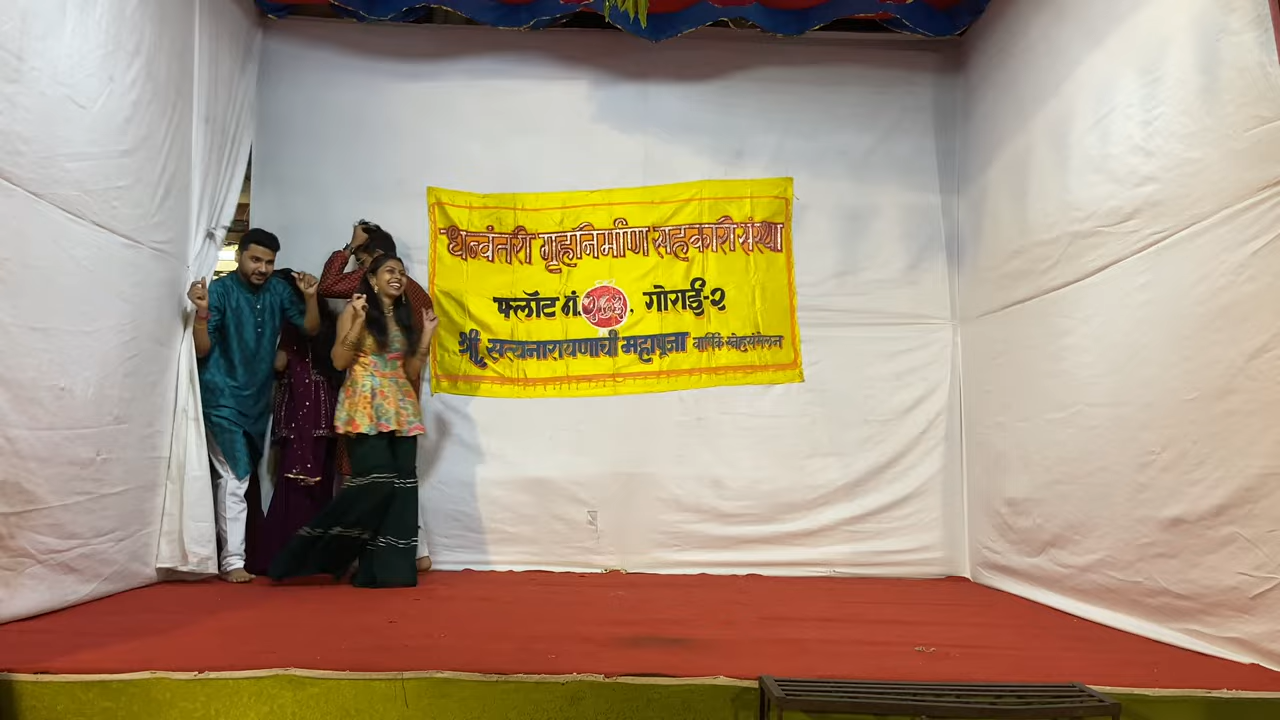 धन्वंतरी गृहनिर्माण सहकारी संस्था
फ्लॉट नं. , गोराई-२
श्री सत्यनारायणाची महापूजा वार्षिक स्नेहसंमेलन